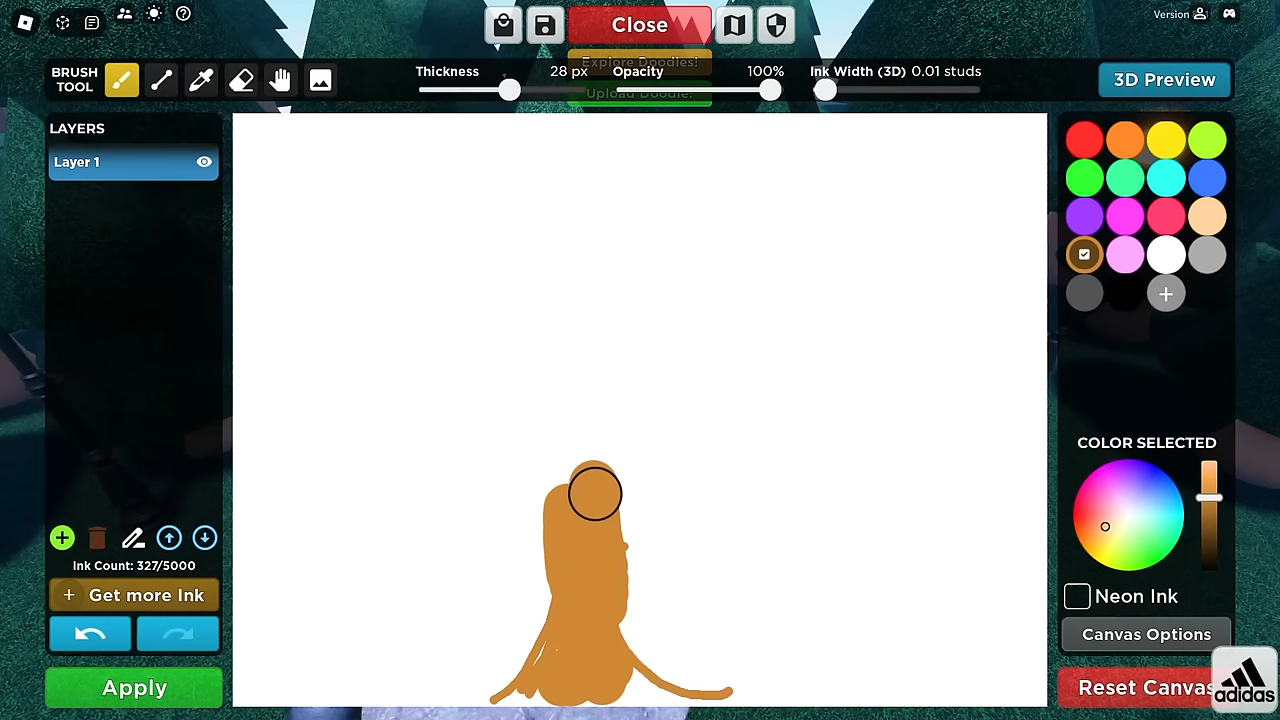 Version
Close
Explore Doodles!
Upload Doodle!
BRUSH
TOOL
Thickness
28 px
Opacity
100%
Ink Width (3D) 0.01 studs
3D Preview
LAYERS
Layer 1
Ink Count: 327/5000
+ Get more Ink
Apply
COLOR SELECTED
Neon Ink
Canvas Options
Reset Canvas
adidas